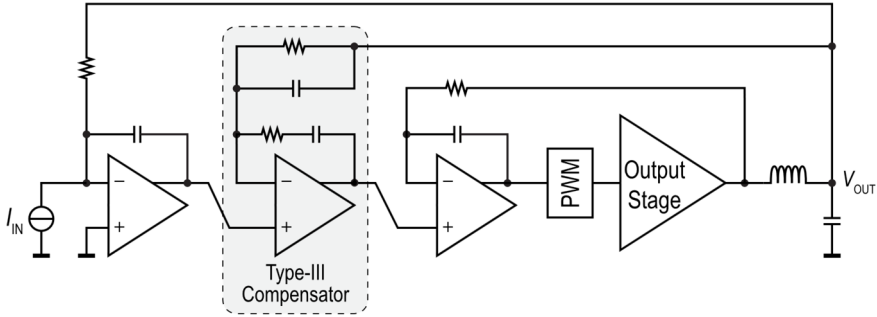 I_IN
−
+
−
+
−
+
PWM
Output
Stage
V_OUT
Type-III
Compensator